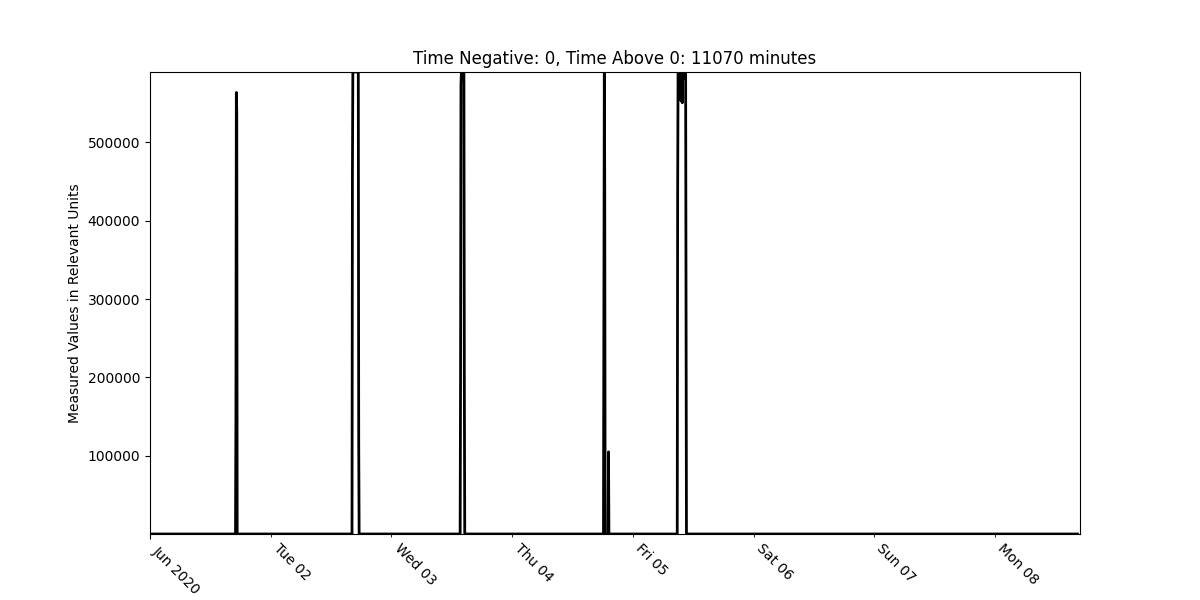 Time Negative: 0, Time Above 0: 11070 minutes
Measured Values in Relevant Units
500000
400000
300000
200000
100000
Jun 2020
Tue 02
Wed 03
Thu 04
Fri 05
Sat 06
Sun 07
Mon 08